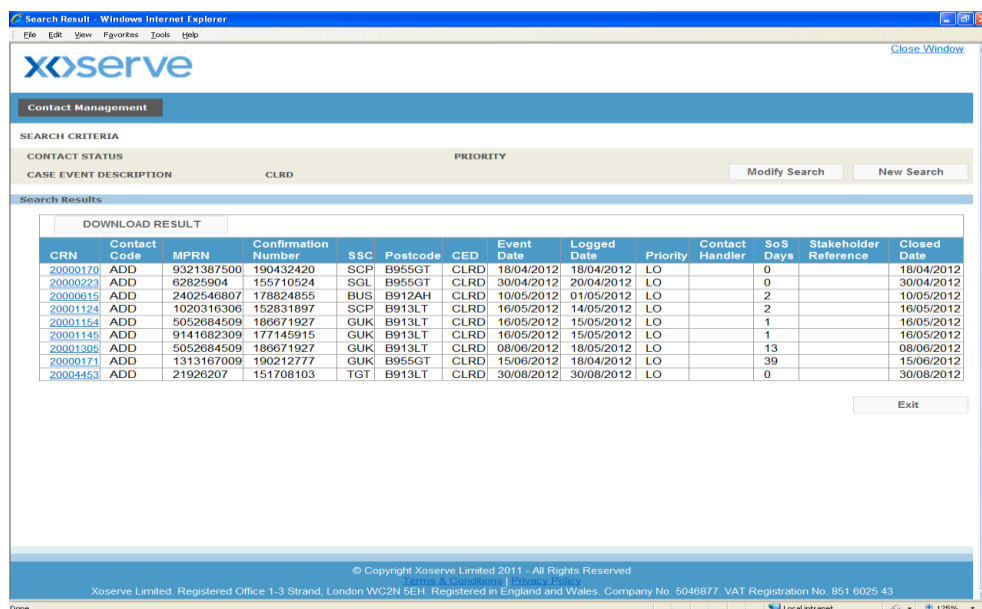 Search Result - Windows Internet Explorer
File Edit View Favorites Tools Help
Close Window
xoserve
Contact Management
SEARCH CRITERIA
CONTACT STATUS PRIORITY
CASE EVENT DESCRIPTION CLRD Modify Search New Search
Search Results
DOWNLOAD RESULT
CRN Contact Code MPRN Confirmation Number SSC Postcode CED Event Date Logged Date Priority Contact Handler SoS Days Stakeholder Reference Closed Date
20000170 ADD 9321387500 190432420 SCP B955GT CLRD 18/04/2012 18/04/2012 LO 0 18/04/2012
20000223 ADD 62825904 155710524 SGL B955GT CLRD 30/04/2012 20/04/2012 LO 0 30/04/2012
20000615 ADD 2402546807 178824855 BUS B912AH CLRD 10/05/2012 01/05/2012 LO 2 10/05/2012
20001124 ADD 1020316306 152831897 SCP B913LT CLRD 16/05/2012 14/05/2012 LO 2 16/05/2012
20001154 ADD 5052684509 186671927 GUK B913LT CLRD 16/05/2012 15/05/2012 LO 1 16/05/2012
20001145 ADD 9141682309 177145915 GUK B913LT CLRD 16/05/2012 15/05/2012 LO 1 16/05/2012
20001305 ADD 5052684509 186671927 GUK B913LT CLRD 08/06/2012 18/05/2012 LO 13 08/06/2012
20000171 ADD 1313167009 190212777 GUK B955GT CLRD 15/06/2012 18/04/2012 LO 39 15/06/2012
20004453 ADD 21926207 151708103 TGT B913LT CLRD 30/08/2012 30/08/2012 LO 0 30/08/2012
Exit
© Copyright Xoserve Limited 2011 - All Rights Reserved
Terms & Conditions | Privacy Policy
Xoserve Limited. Registered Office 1-3 Strand, London WC2N 5EH. Registered in England and Wales. Company No. 5046877. VAT Registration No. 851 6025 43
Done Local intranet 125%